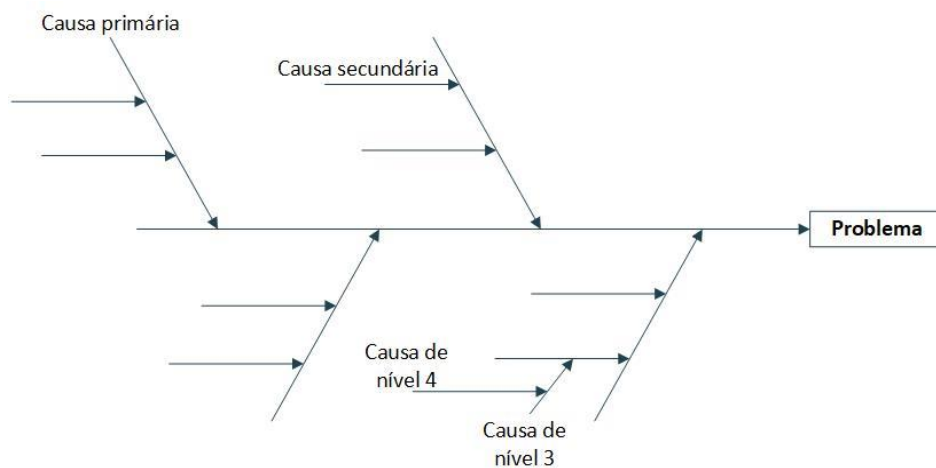 Causa primária
Causa secundária
Problema
Causa de
nível 4
Causa de
nível 3